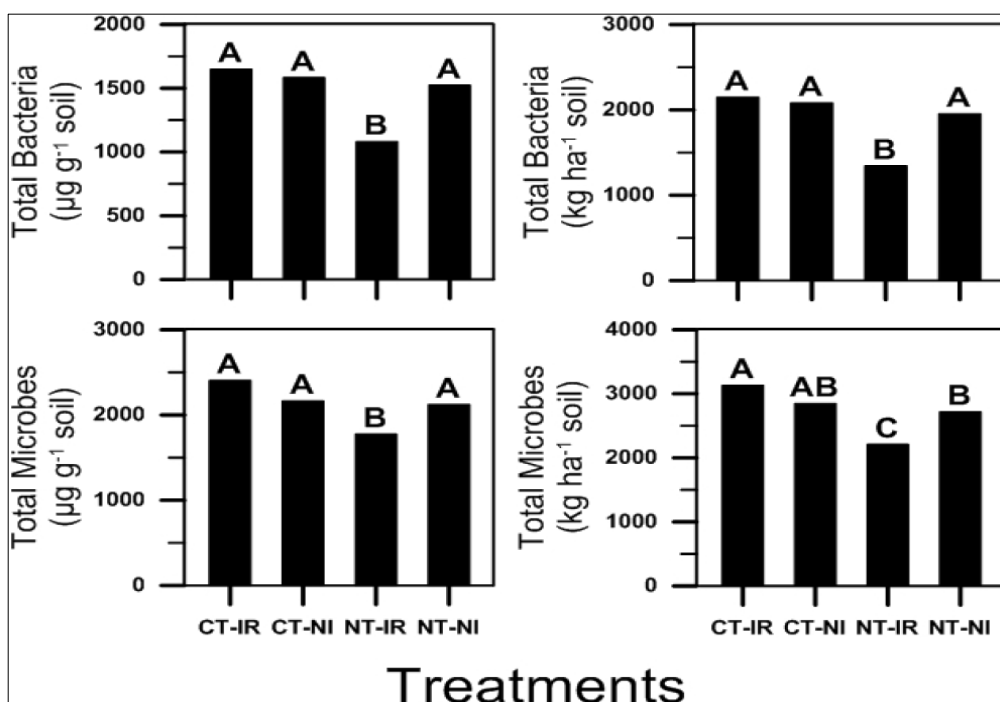 Total Bacteria
(µg g⁻¹ soil)
2000
1500
1000
500
0
A
A
B
A
Total Bacteria
(kg ha⁻¹ soil)
3000
2000
1000
0
A
A
B
A
Total Microbes
(µg g⁻¹ soil)
3000
2000
1000
0
A
A
B
A
CT-IR CT-NI NT-IR NT-NI
Total Microbes
(kg ha⁻¹ soil)
4000
3000
2000
1000
0
A
AB
C
B
CT-IR CT-NI NT-IR NT-NI
Treatments